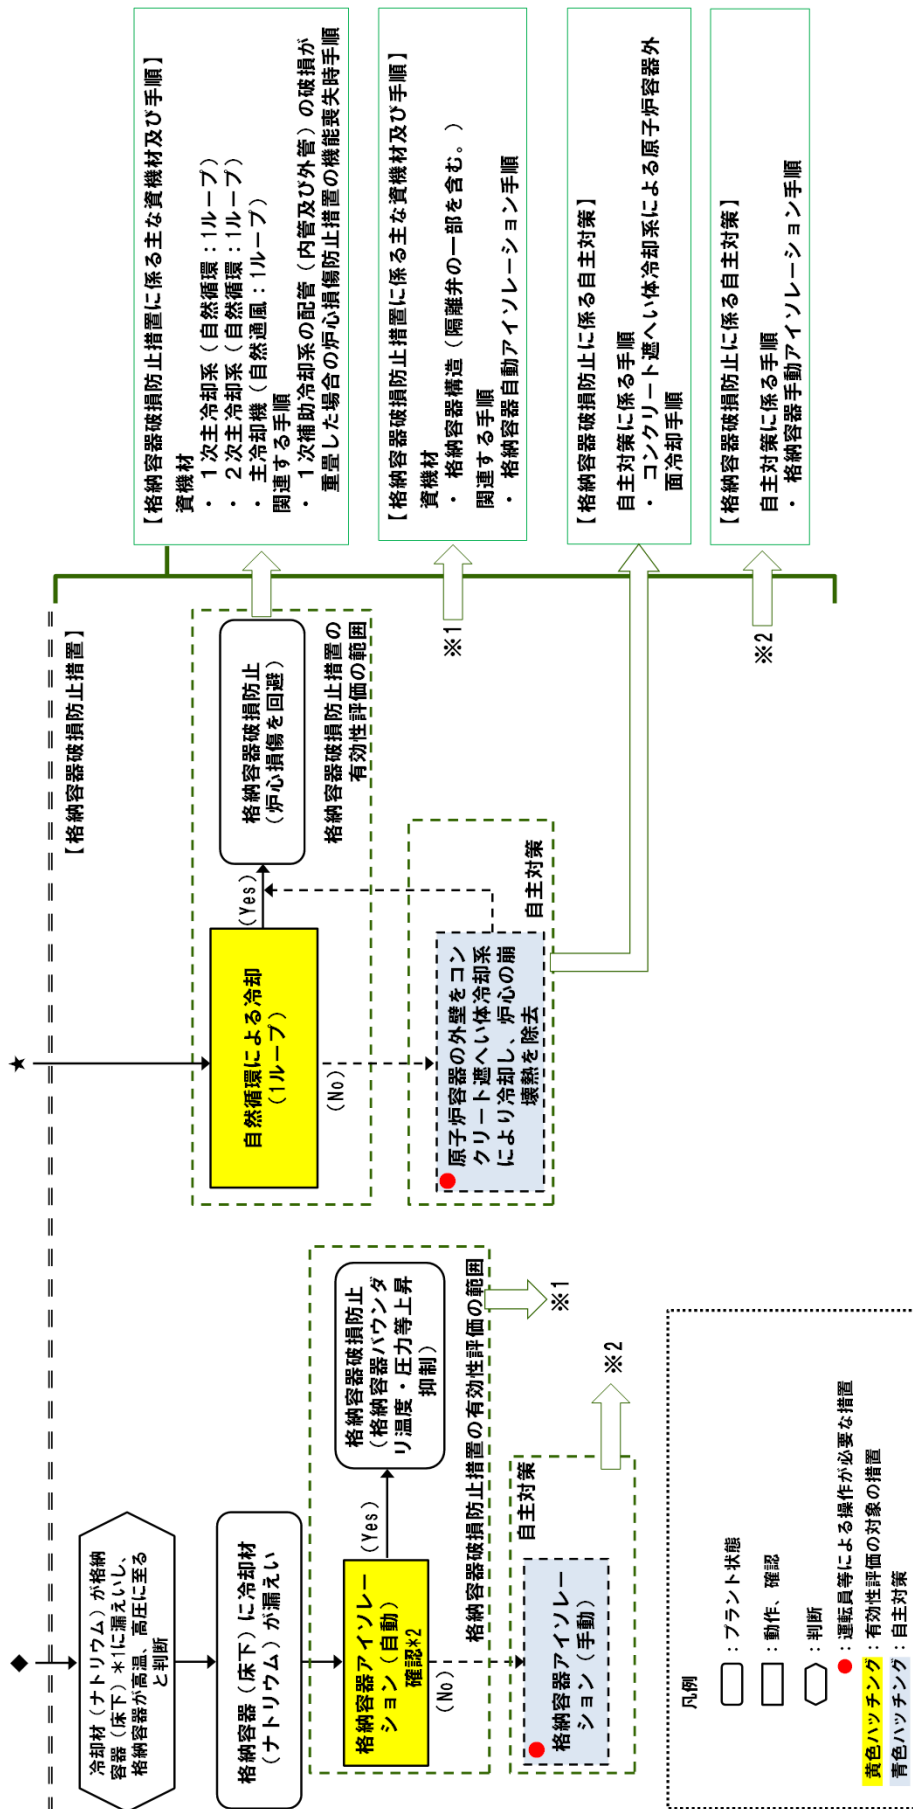 【格納容器破損防止措置】
◆
冷却材（ナトリウム）が格納
容器（床下）*1に漏えいし、
格納容器が高温、高圧に至る
と判断
格納容器（床下）に冷却材
（ナトリウム）が漏えい
格納容器アイソレー
ション（自動）
確認*2
(Yes)
(No)
格納容器破損防止
（格納容器バウンダ
リ温度・圧力等上昇
抑制）
格納容器破損防止措置の有効性評価の範囲
※1
自主対策
格納容器アイソレー
ション（手動）
※2
★
自然循環による冷却
（1ループ）
(Yes)
(No)
格納容器破損防止
（炉心損傷を回避）
格納容器破損防止措置の
有効性評価の範囲
原子炉容器の外壁をコン
クリート遮へい体冷却系
により冷却し、炉心の崩
壊熱を除去
自主対策
【格納容器破損防止措置に係る主な資機材及び手順】
資機材
・ １次主冷却系（自然循環：1ループ）
・ ２次主冷却系（自然循環：1ループ）
・ 主冷却機（自然通風：1ループ）
関連する手順
・ １次補助冷却系の配管（内管及び外管）の破損が
重畳した場合の炉心損傷防止措置の機能喪失時手順
※1
【格納容器破損防止措置に係る主な資機材及び手順】
資機材
・ 格納容器構造（隔離弁の一部を含む。）
関連する手順
・ 格納容器自動アイソレーション手順
【格納容器破損防止に係る自主対策】
自主対策に係る手順
・ コンクリート遮へい体冷却系による原子炉容器外
面冷却手順
※2
【格納容器破損防止に係る自主対策】
自主対策に係る手順
・ 格納容器手動アイソレーション手順
凡例
：プラント状態
：動作、確認
：判断
：運転員等による操作が必要な措置
黄色ハッチング：有効性評価の対象の措置
青色ハッチング：自主対策